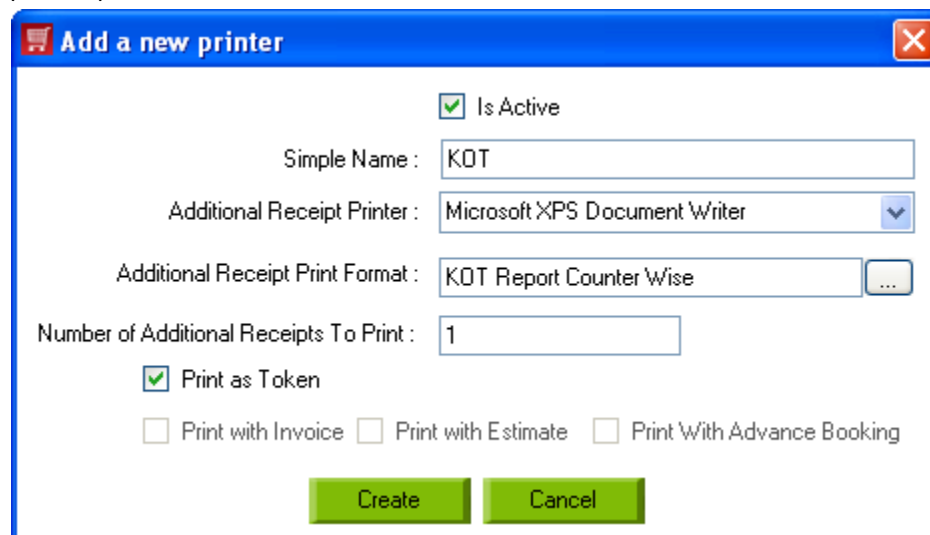 Add a new printer
Is Active
Simple Name : KOT
Additional Receipt Printer : Microsoft XPS Document Writer
Additional Receipt Print Format : KOT Report Counter Wise ...
Number of Additional Receipts To Print : 1
Print as Token
Print with Invoice Print with Estimate Print With Advance Booking
Create Cancel